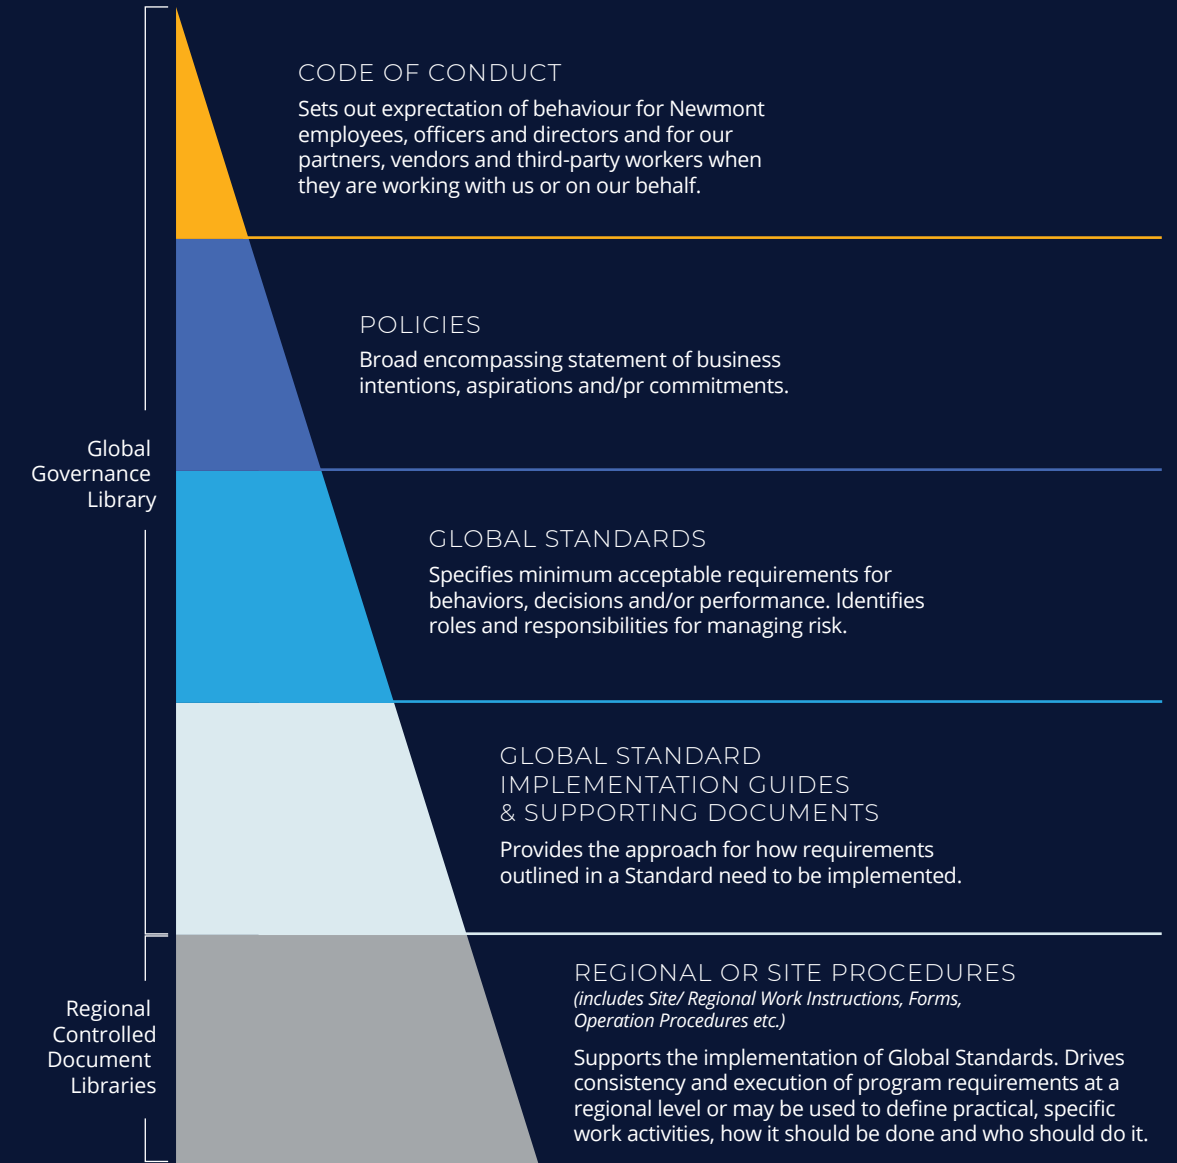 CODE OF CONDUCT
Sets out exprectation of behaviour for Newmont
employees, officers and directors and for our
partners, vendors and third-party workers when
they are working with us or on our behalf.
POLICIES
Broad encompassing statement of business
intentions, aspirations and/pr commitments.
Global
Governance
Library
GLOBAL STANDARDS
Specifies minimum acceptable requirements for
behaviors, decisions and/or performance. Identifies
roles and responsibilities for managing risk.
GLOBAL STANDARD
IMPLEMENTATION GUIDES
& SUPPORTING DOCUMENTS
Provides the approach for how requirements
outlined in a Standard need to be implemented.
Regional
Controlled
Document
Libraries
REGIONAL OR SITE PROCEDURES
(includes Site/ Regional Work Instructions, Forms,
Operation Procedures etc.)
Supports the implementation of Global Standards. Drives
consistency and execution of program requirements at a
regional level or may be used to define practical, specific
work activities, how it should be done and who should do it.